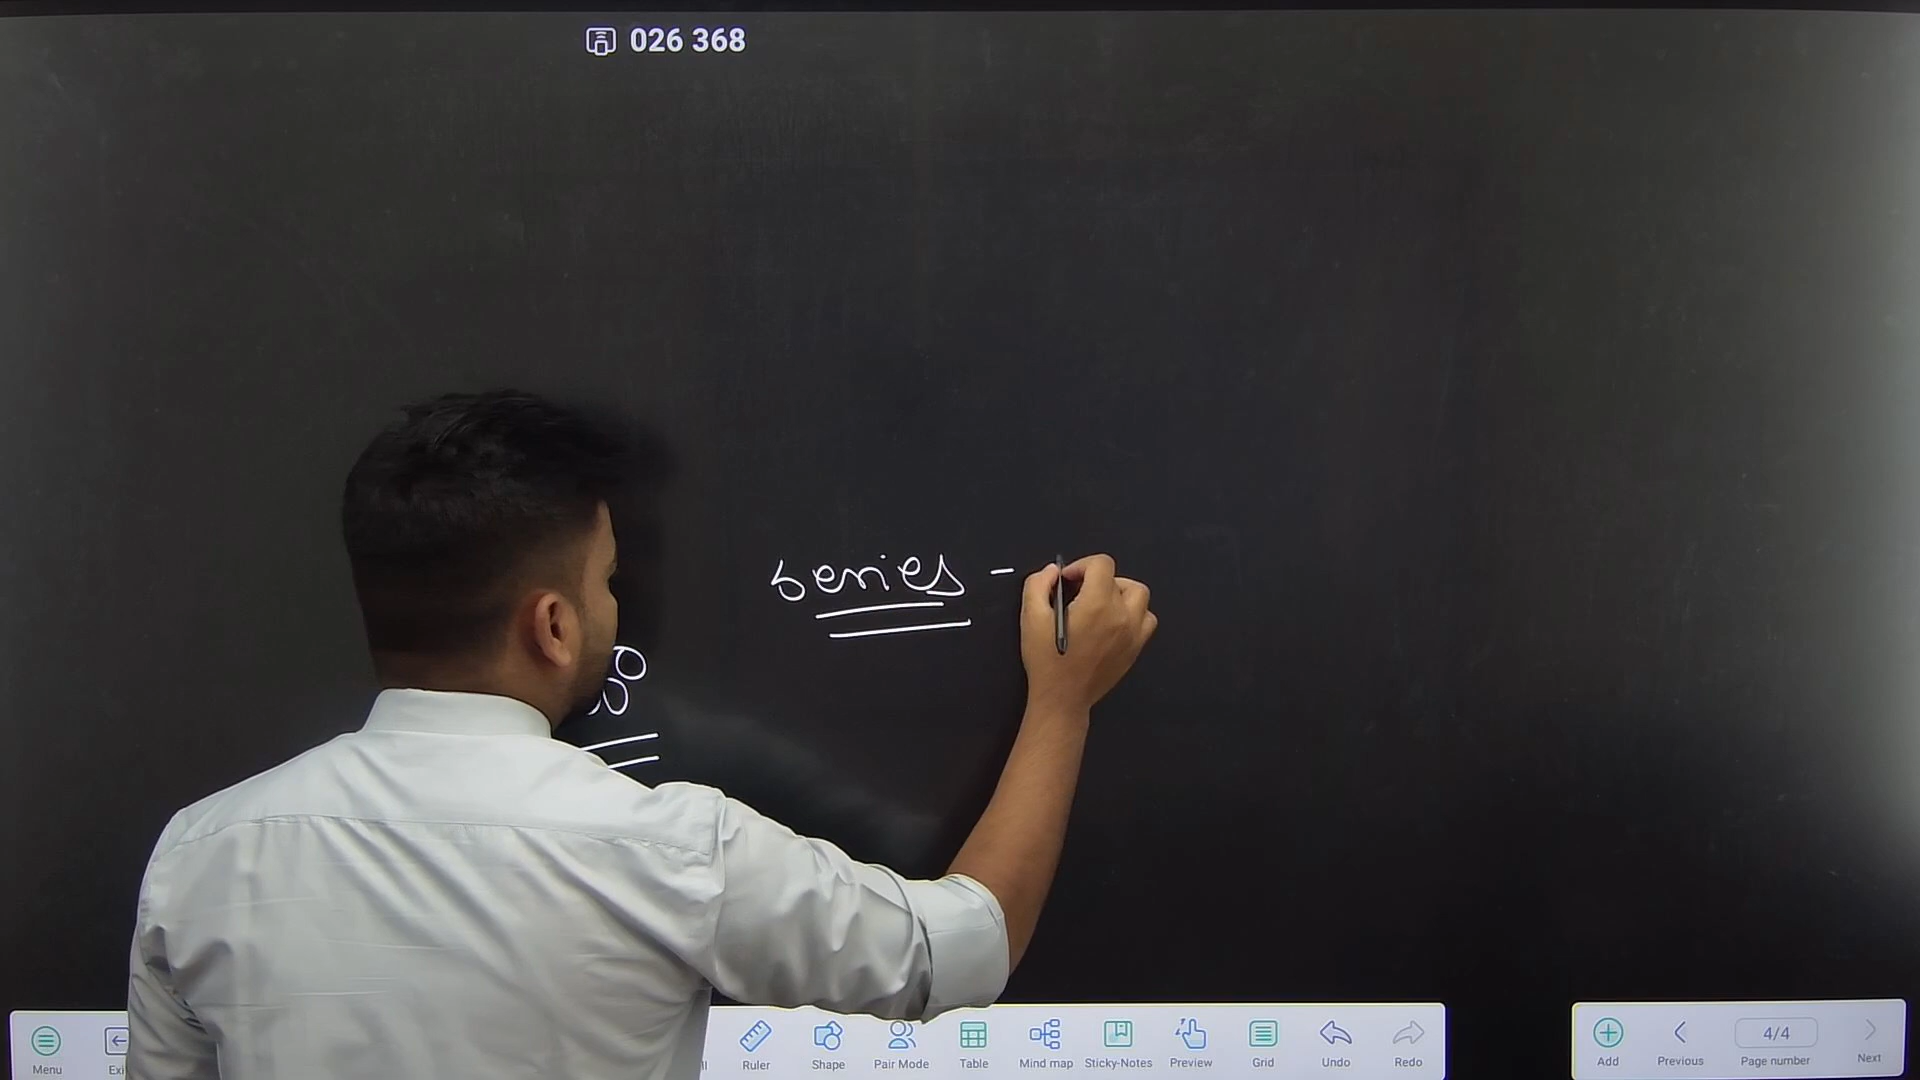 026 368
series -
Menu
Ruler Shape Pair Mode Table Mind map Sticky-Notes Preview Grid Undo Redo
Add Previous 4/4 Page number Next